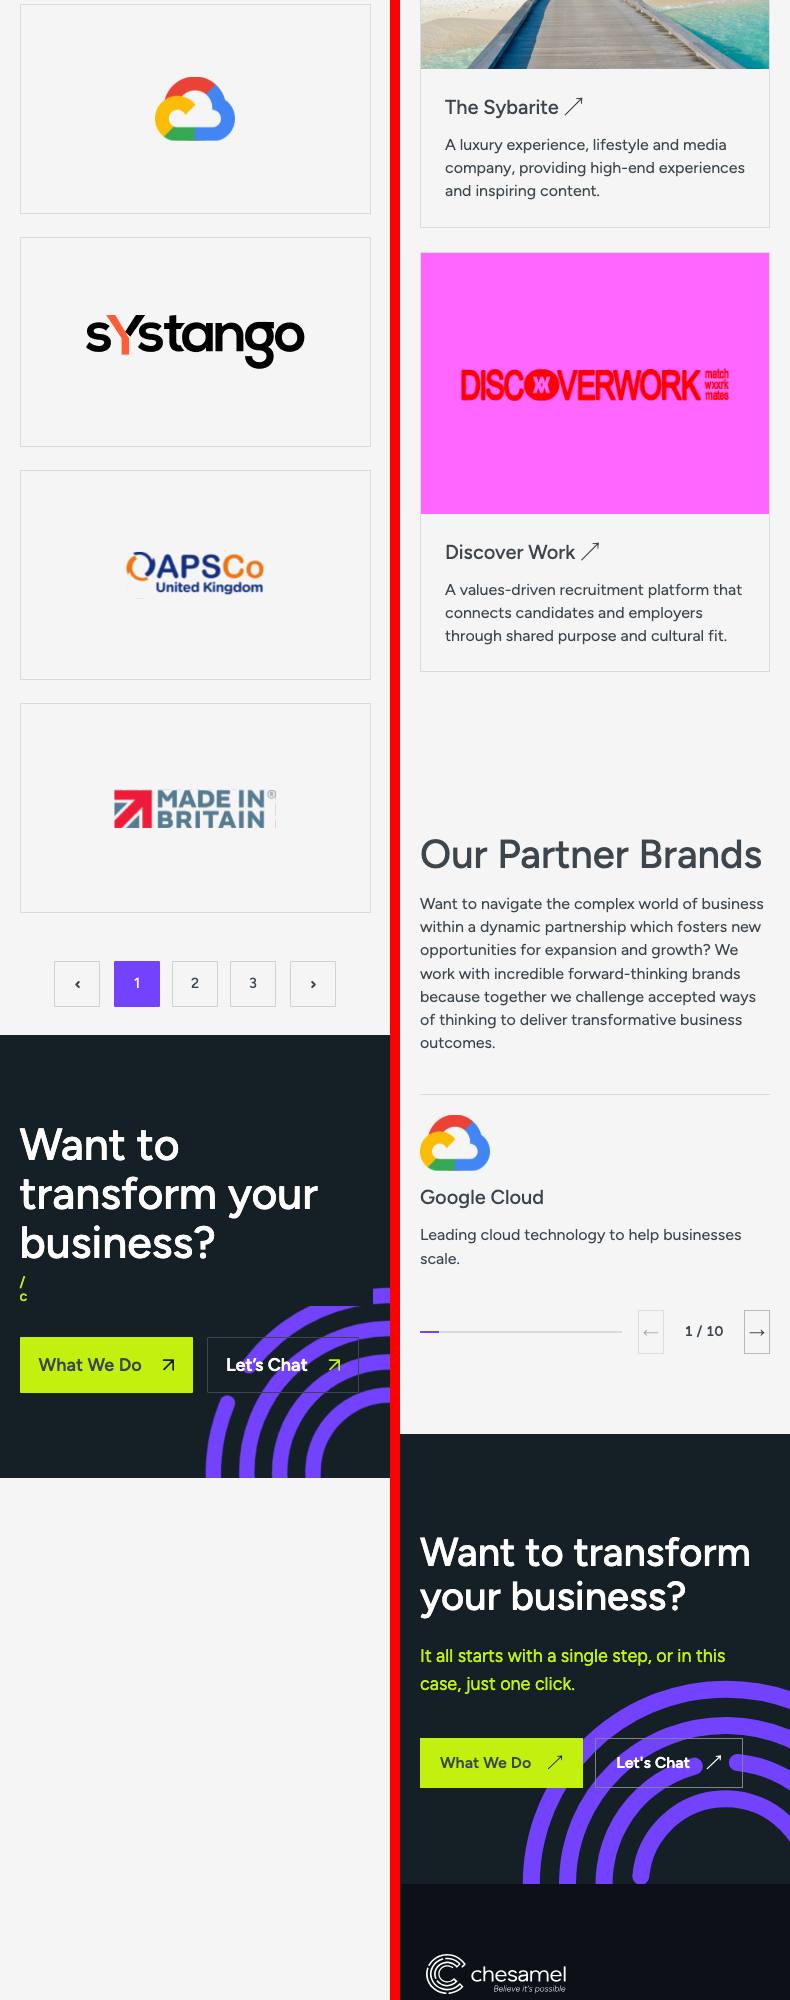 sYstango
APSCo
United Kingdom
MADE IN
BRITAIN®
‹ 1 2 3 ›
Want to
transform your
business?
/
c
What We Do
Let's Chat
The Sybarite
A luxury experience, lifestyle and media
company, providing high-end experiences
and inspiring content.
DISCOVERWORK
match
wxxrk
mates
Discover Work
A values-driven recruitment platform that
connects candidates and employers
through shared purpose and cultural fit.
Our Partner Brands
Want to navigate the complex world of business
within a dynamic partnership which fosters new
opportunities for expansion and growth? We
work with incredible forward-thinking brands
because together we challenge accepted ways
of thinking to deliver transformative business
outcomes.
Google Cloud
Leading cloud technology to help businesses
scale.
← 1 / 10 →
Want to transform
your business?
It all starts with a single step, or in this
case, just one click.
What We Do
Let's Chat
chesamel
Believe it's possible